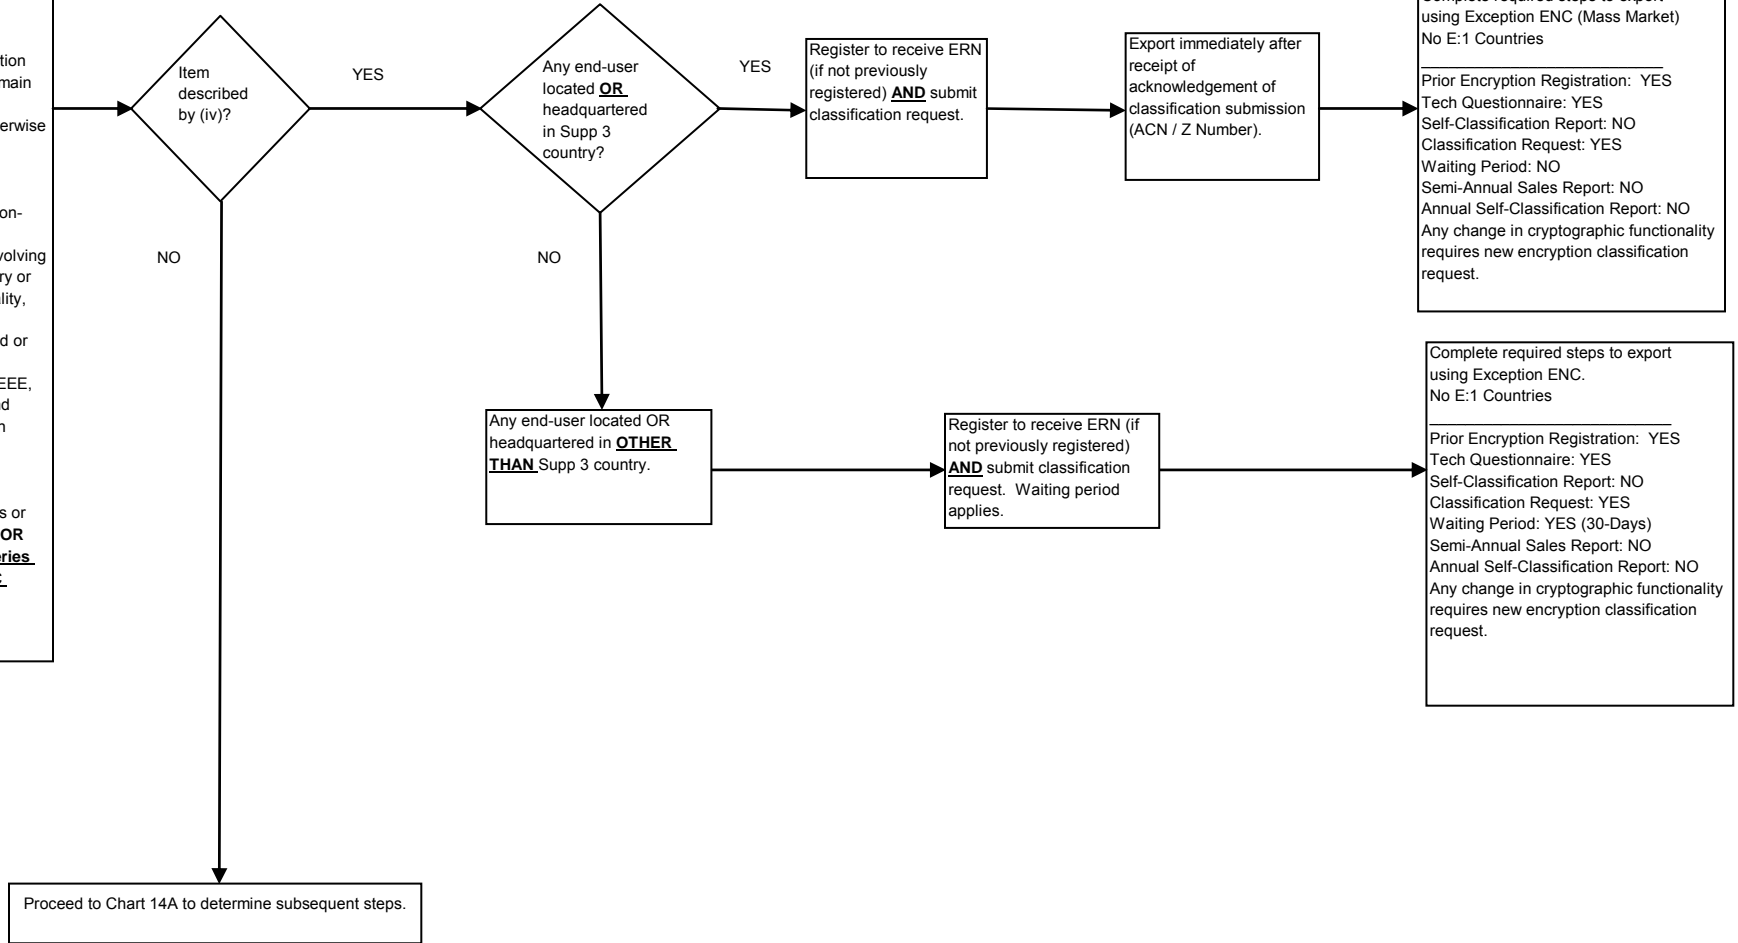 main
erwise
Item
described
by (iv)?
YES
NO
Any end-user
located OR
headquartered
in Supp 3
country?
YES
NO
Register to receive ERN
(if not previously
registered) AND submit
classification request.
Export immediately after
receipt of
acknowledgement of
classification submission
(ACN / Z Number).
using Exception ENC (Mass Market)
No E:1 Countries
Prior Encryption Registration: YES
Tech Questionnaire: YES
Self-Classification Report: NO
Classification Request: YES
Waiting Period: NO
Semi-Annual Sales Report: NO
Annual Self-Classification Report: NO
Any change in cryptographic functionality
requires new encryption classification
request.
tion
on-
volving
ry or
lity,
d or
EEE,
nd
n
s or
OR
eries
Any end-user located OR
headquartered in OTHER
THAN Supp 3 country.
Register to receive ERN (if
not previously registered)
AND submit classification
request. Waiting period
applies.
Complete required steps to export
using Exception ENC.
No E:1 Countries
Prior Encryption Registration: YES
Tech Questionnaire: YES
Self-Classification Report: NO
Classification Request: YES
Waiting Period: YES (30-Days)
Semi-Annual Sales Report: NO
Annual Self-Classification Report: NO
Any change in cryptographic functionality
requires new encryption classification
request.
Proceed to Chart 14A to determine subsequent steps.